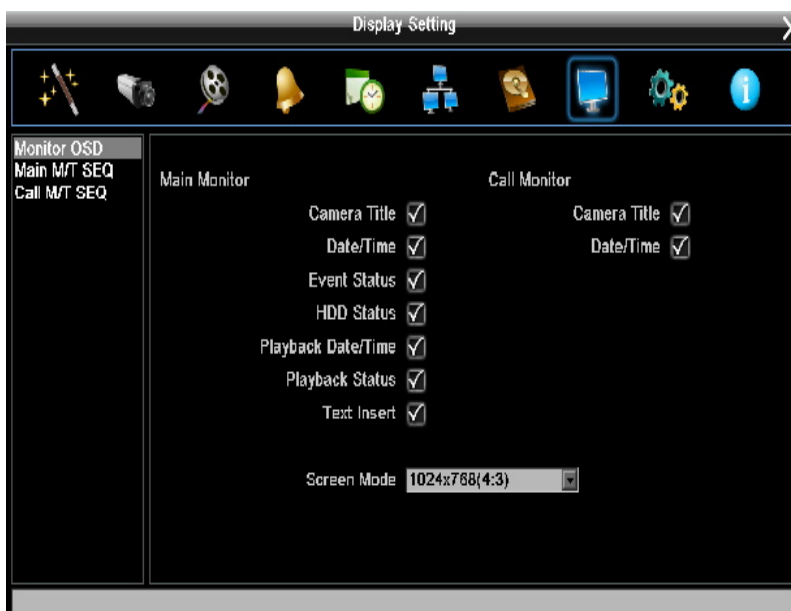 Display Setting
X
Monitor OSD
Main M/T SEQ
Call M/T SEQ
Main Monitor
Camera Title
Date/Time
Event Status
HDD Status
Playback Date/Time
Playback Status
Text Insert
Screen Mode 1024x768(4:3)
Call Monitor
Camera Title
Date/Time